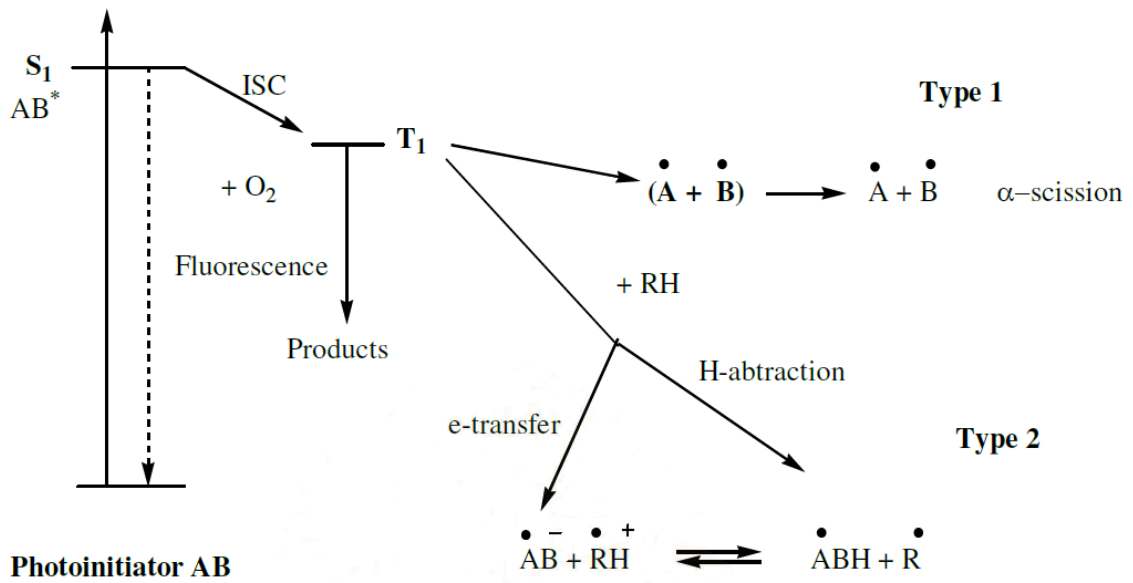 S₁
AB*
ISC
T₁
+ O₂
Fluorescence
Products
Type 1
(Ȧ + Ḃ)
Ȧ + Ḃ
α−scission
+ RH
H-abtraction
e-transfer
Type 2
•− •+
AB + RH
• •
ABH + R
Photoinitiator AB